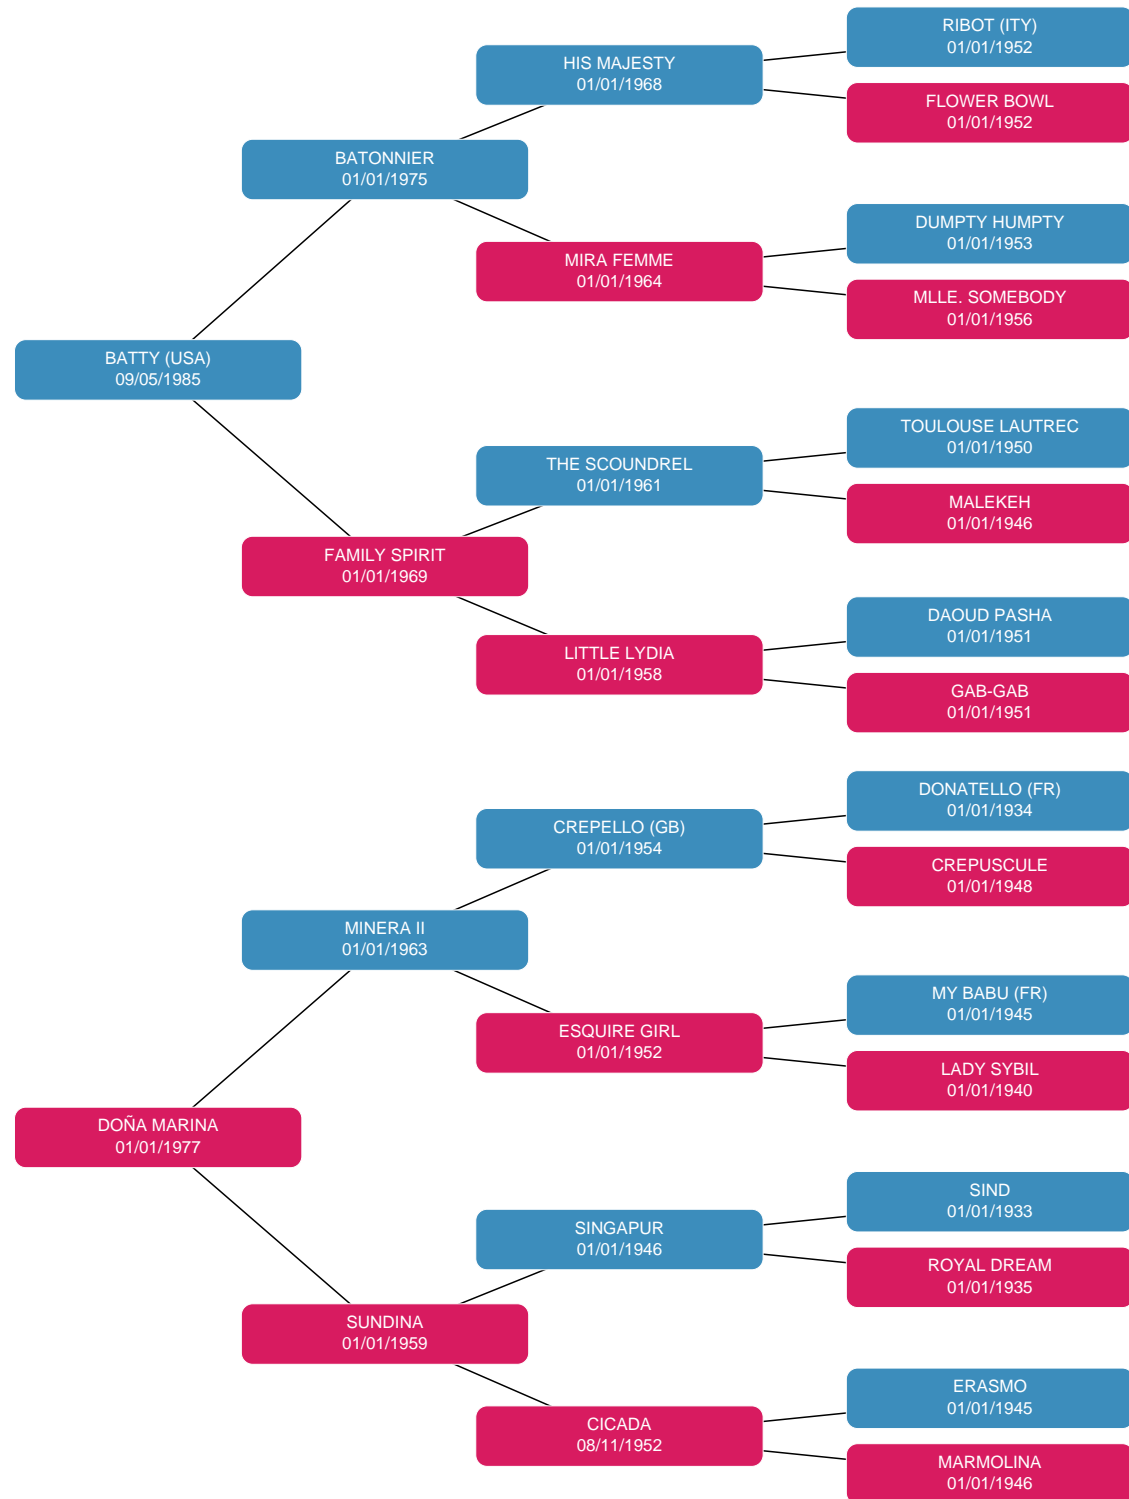 RIBOT (ITY)
01/01/1952
HIS MAJESTY
01/01/1968
FLOWER BOWL
01/01/1952
BATONNIER
01/01/1975
DUMPTY HUMPTY
01/01/1953
MIRA FEMME
01/01/1964
MLLE. SOMEBODY
01/01/1956
BATTY (USA)
09/05/1985
TOULOUSE LAUTREC
01/01/1950
THE SCOUNDREL
01/01/1961
MALEKEH
01/01/1946
FAMILY SPIRIT
01/01/1969
DAOUD PASHA
01/01/1951
LITTLE LYDIA
01/01/1958
GAB-GAB
01/01/1951
DONATELLO (FR)
01/01/1934
CREPELLO (GB)
01/01/1954
CREPUSCULE
01/01/1948
MINERA II
01/01/1963
MY BABU (FR)
01/01/1945
ESQUIRE GIRL
01/01/1952
LADY SYBIL
01/01/1940
DOÑA MARINA
01/01/1977
SIND
01/01/1933
SINGAPUR
01/01/1946
ROYAL DREAM
01/01/1935
SUNDINA
01/01/1959
ERASMO
01/01/1945
CICADA
08/11/1952
MARMOLINA
01/01/1946